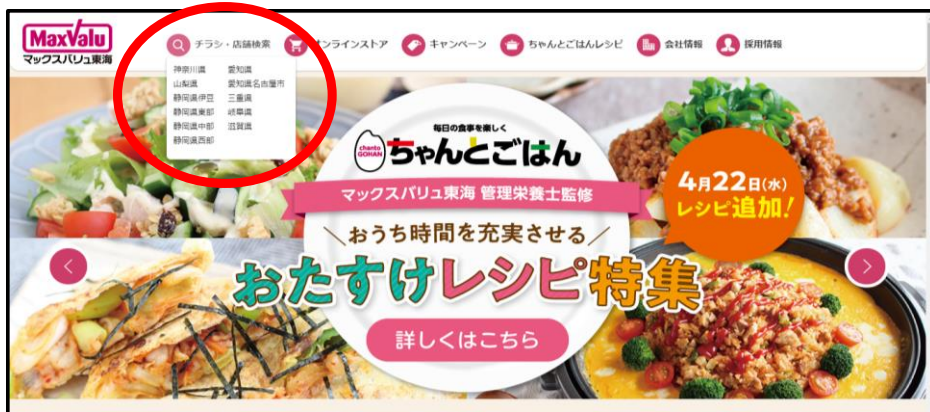 MaxValu
マックスバリュ東海
チラシ・店舗検索
オンラインストア
キャンペーン
ちゃんとごはんレシピ
会社情報
採用情報
神奈川県 愛知県
山梨県 愛知県名古屋市
静岡県伊豆 三重県
静岡県東部 岐阜県
静岡県中部 滋賀県
静岡県西部
毎日の食事を楽しく
chanto
GOHAN
ちゃんとごはん
マックスバリュ東海 管理栄養士監修
4月22日(水)
レシピ追加!
おうち時間を充実させる
おたすけレシピ特集
詳しくはこちら